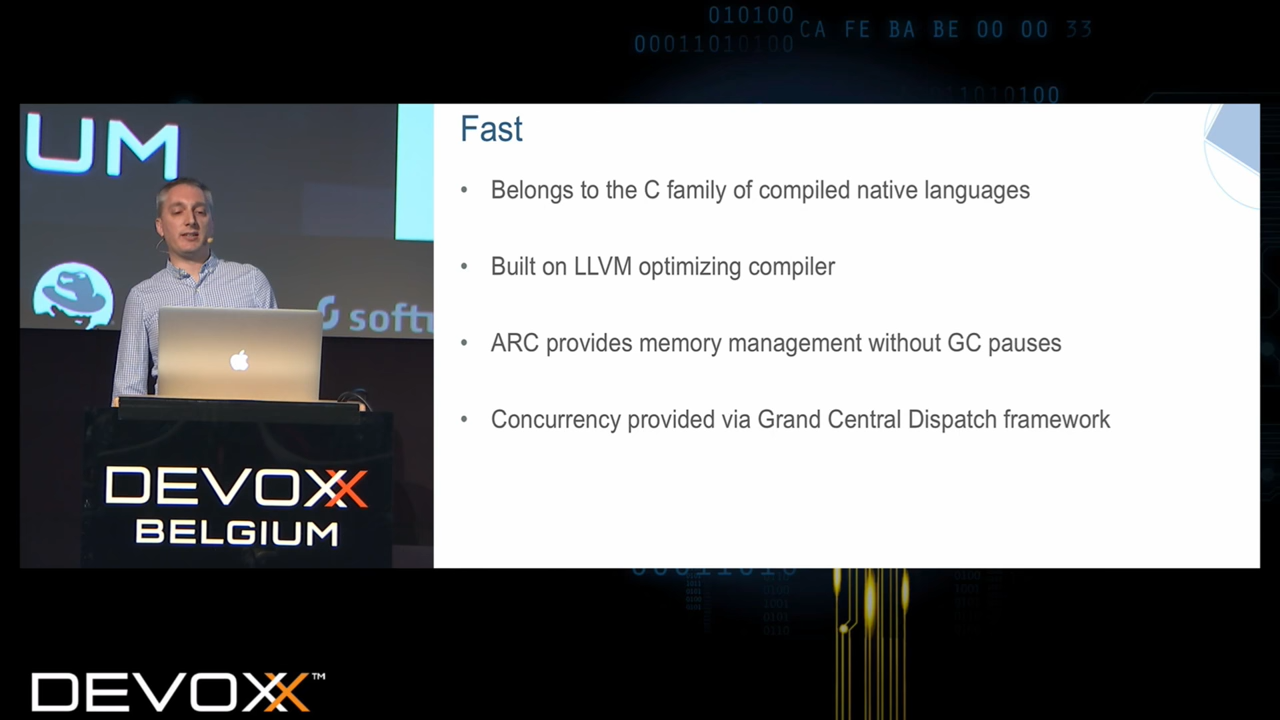 010100
00011010100
CA FE BA BE 00 00 33
1010100
UM
softw
DEVOXX
BELGIUM
Fast
• Belongs to the C family of compiled native languages
• Built on LLVM optimizing compiler
• ARC provides memory management without GC pauses
• Concurrency provided via Grand Central Dispatch framework
DEVOXX™